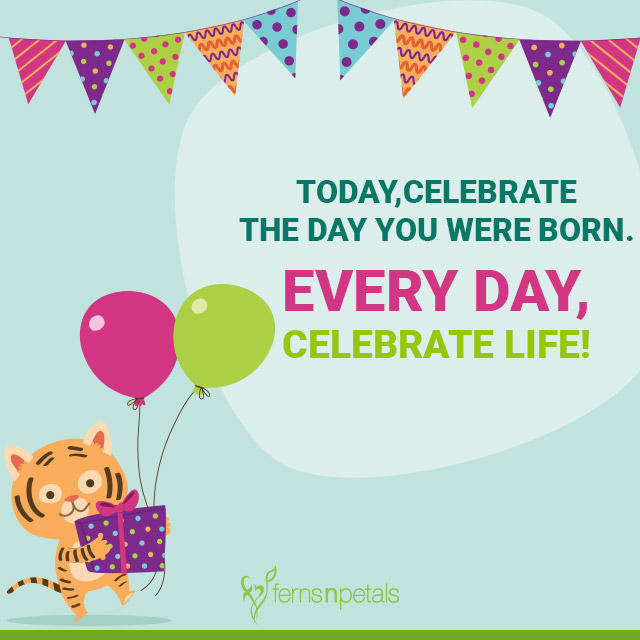 TODAY,CELEBRATE
THE DAY YOU WERE BORN.
EVERY DAY,
CELEBRATE LIFE!
fernsnpetals